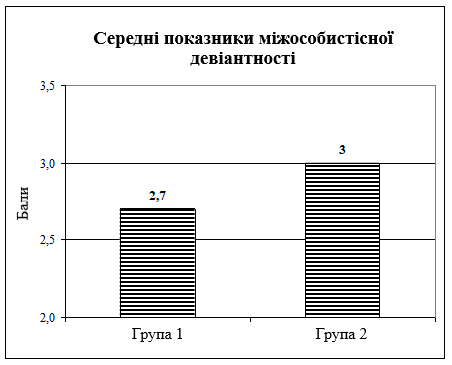 Середні показники міжособистісної
девіантності
3,5
3,0
2,5
2,0
Бали
2,7
3
Група 1
Група 2